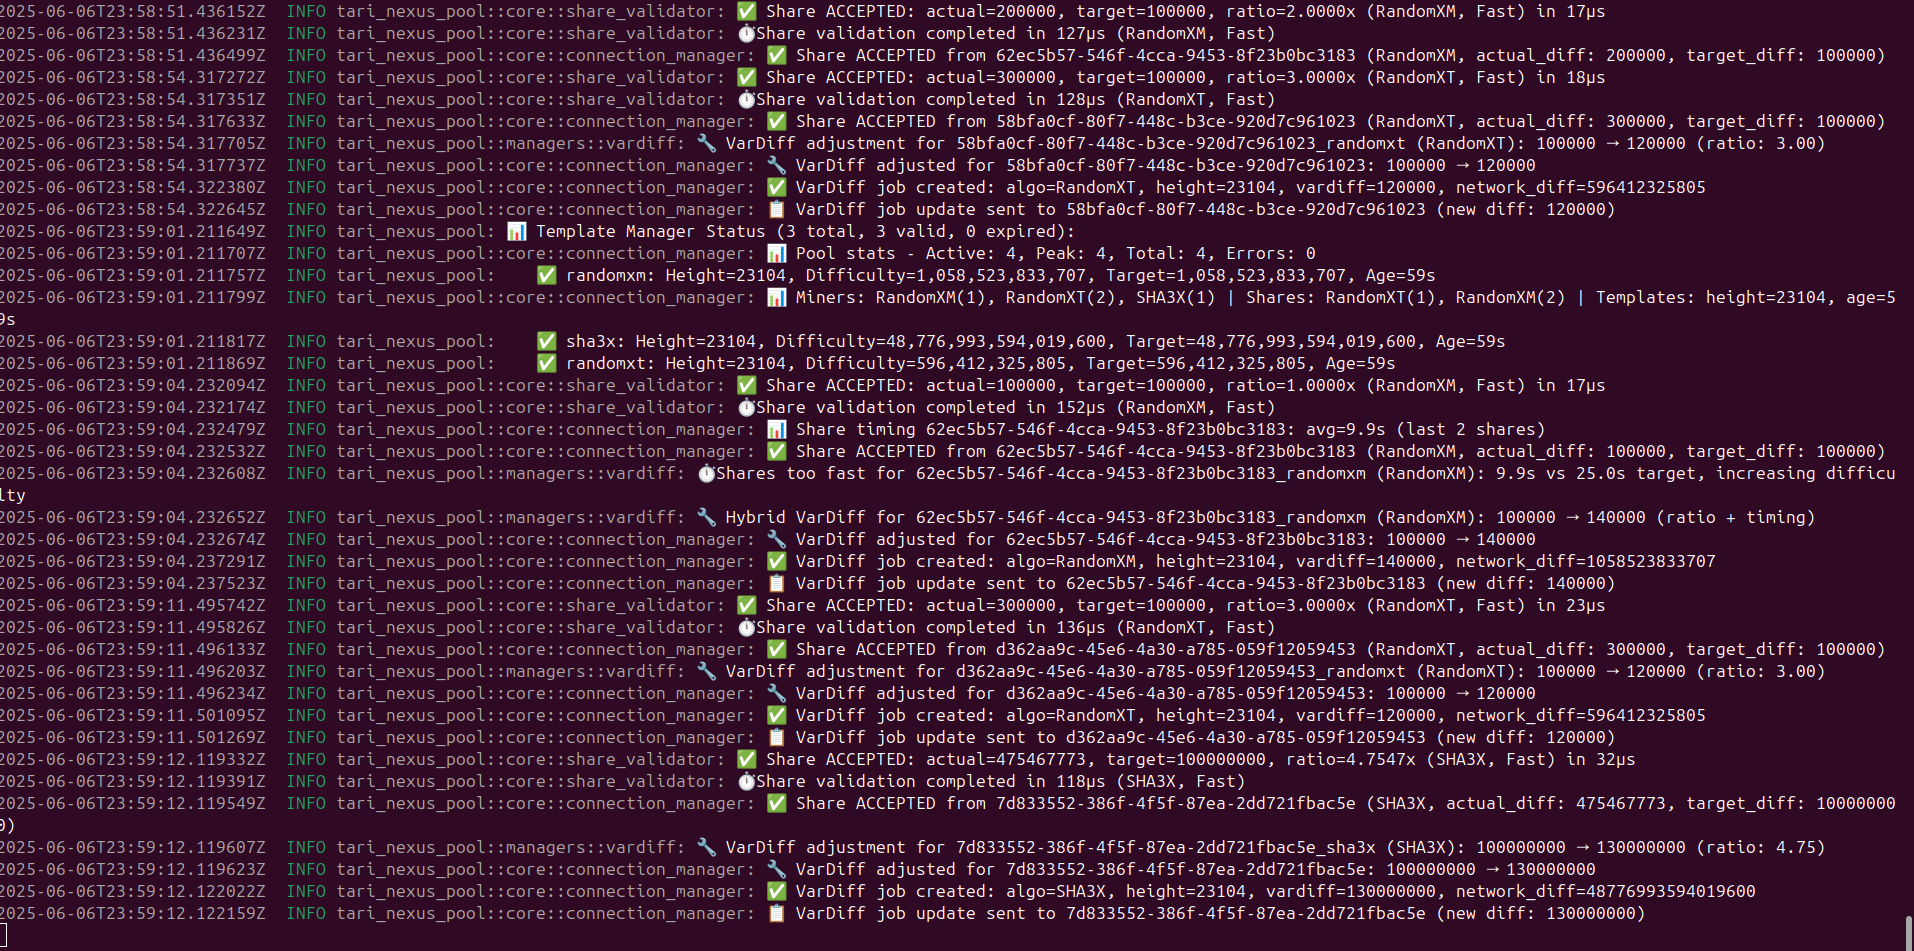 2025-06-06T23:58:51.436152Z  INFO tari_nexus_pool::core::share_validator: ✅ Share ACCEPTED: actual=200000, target=100000, ratio=2.0000x (RandomXM, Fast) in 17µs
2025-06-06T23:58:51.436231Z  INFO tari_nexus_pool::core::share_validator: ⏱️Share validation completed in 127µs (RandomXM, Fast)
2025-06-06T23:58:51.436499Z  INFO tari_nexus_pool::core::connection_manager: ✅ Share ACCEPTED from 62ec5b57-546f-4cca-9453-8f23b0bc3183 (RandomXM, actual_diff: 200000, target_diff: 100000)
2025-06-06T23:58:54.317272Z  INFO tari_nexus_pool::core::share_validator: ✅ Share ACCEPTED: actual=300000, target=100000, ratio=3.0000x (RandomXT, Fast) in 18µs
2025-06-06T23:58:54.317351Z  INFO tari_nexus_pool::core::share_validator: ⏱️Share validation completed in 128µs (RandomXT, Fast)
2025-06-06T23:58:54.317633Z  INFO tari_nexus_pool::core::connection_manager: ✅ Share ACCEPTED from 58bfa0cf-80f7-448c-b3ce-920d7c961023 (RandomXT, actual_diff: 300000, target_diff: 100000)
2025-06-06T23:58:54.317705Z  INFO tari_nexus_pool::managers::vardiff: 🔧 VarDiff adjustment for 58bfa0cf-80f7-448c-b3ce-920d7c961023_randomxt (RandomXT): 100000 → 120000 (ratio: 3.00)
2025-06-06T23:58:54.317737Z  INFO tari_nexus_pool::core::connection_manager: 🔧 VarDiff adjusted for 58bfa0cf-80f7-448c-b3ce-920d7c961023: 100000 → 120000
2025-06-06T23:58:54.322380Z  INFO tari_nexus_pool::core::connection_manager: ✅ VarDiff job created: algo=RandomXT, height=23104, vardiff=120000, network_diff=596412325805
2025-06-06T23:58:54.322645Z  INFO tari_nexus_pool::core::connection_manager: 📋 VarDiff job update sent to 58bfa0cf-80f7-448c-b3ce-920d7c961023 (new diff: 120000)
2025-06-06T23:59:01.211649Z  INFO tari_nexus_pool: 📊 Template Manager Status (3 total, 3 valid, 0 expired):
2025-06-06T23:59:01.211707Z  INFO tari_nexus_pool::core::connection_manager: 📊 Pool stats - Active: 4, Peak: 4, Total: 4, Errors: 0
2025-06-06T23:59:01.211757Z  INFO tari_nexus_pool:    ✅ randomxm: Height=23104, Difficulty=1,058,523,833,707, Target=1,058,523,833,707, Age=59s
2025-06-06T23:59:01.211799Z  INFO tari_nexus_pool::core::connection_manager: 📊 Miners: RandomXM(1), RandomXT(2), SHA3X(1) | Shares: RandomXT(1), RandomXM(2) | Templates: height=23104, age=5
9s
2025-06-06T23:59:01.211817Z  INFO tari_nexus_pool:    ✅ sha3x: Height=23104, Difficulty=48,776,993,594,019,600, Target=48,776,993,594,019,600, Age=59s
2025-06-06T23:59:01.211869Z  INFO tari_nexus_pool:    ✅ randomxt: Height=23104, Difficulty=596,412,325,805, Target=596,412,325,805, Age=59s
2025-06-06T23:59:04.232094Z  INFO tari_nexus_pool::core::share_validator: ✅ Share ACCEPTED: actual=100000, target=100000, ratio=1.0000x (RandomXM, Fast) in 17µs
2025-06-06T23:59:04.232174Z  INFO tari_nexus_pool::core::share_validator: ⏱️Share validation completed in 152µs (RandomXM, Fast)
2025-06-06T23:59:04.232479Z  INFO tari_nexus_pool::core::connection_manager: 📊 Share timing 62ec5b57-546f-4cca-9453-8f23b0bc3183: avg=9.9s (last 2 shares)
2025-06-06T23:59:04.232532Z  INFO tari_nexus_pool::core::connection_manager: ✅ Share ACCEPTED from 62ec5b57-546f-4cca-9453-8f23b0bc3183 (RandomXM, actual_diff: 100000, target_diff: 100000)
2025-06-06T23:59:04.232608Z  INFO tari_nexus_pool::managers::vardiff: ⏱️Shares too fast for 62ec5b57-546f-4cca-9453-8f23b0bc3183_randomxm (RandomXM): 9.9s vs 25.0s target, increasing difficu
lty
2025-06-06T23:59:04.232652Z  INFO tari_nexus_pool::managers::vardiff: 🔧 Hybrid VarDiff for 62ec5b57-546f-4cca-9453-8f23b0bc3183_randomxm (RandomXM): 100000 → 140000 (ratio + timing)
2025-06-06T23:59:04.232674Z  INFO tari_nexus_pool::core::connection_manager: 🔧 VarDiff adjusted for 62ec5b57-546f-4cca-9453-8f23b0bc3183: 100000 → 140000
2025-06-06T23:59:04.237291Z  INFO tari_nexus_pool::core::connection_manager: ✅ VarDiff job created: algo=RandomXM, height=23104, vardiff=140000, network_diff=1058523833707
2025-06-06T23:59:04.237523Z  INFO tari_nexus_pool::core::connection_manager: 📋 VarDiff job update sent to 62ec5b57-546f-4cca-9453-8f23b0bc3183 (new diff: 140000)
2025-06-06T23:59:11.495742Z  INFO tari_nexus_pool::core::share_validator: ✅ Share ACCEPTED: actual=300000, target=100000, ratio=3.0000x (RandomXT, Fast) in 23µs
2025-06-06T23:59:11.495826Z  INFO tari_nexus_pool::core::share_validator: ⏱️Share validation completed in 136µs (RandomXT, Fast)
2025-06-06T23:59:11.496133Z  INFO tari_nexus_pool::core::connection_manager: ✅ Share ACCEPTED from d362aa9c-45e6-4a30-a785-059f12059453 (RandomXT, actual_diff: 300000, target_diff: 100000)
2025-06-06T23:59:11.496203Z  INFO tari_nexus_pool::managers::vardiff: 🔧 VarDiff adjustment for d362aa9c-45e6-4a30-a785-059f12059453_randomxt (RandomXT): 100000 → 120000 (ratio: 3.00)
2025-06-06T23:59:11.496234Z  INFO tari_nexus_pool::core::connection_manager: 🔧 VarDiff adjusted for d362aa9c-45e6-4a30-a785-059f12059453: 100000 → 120000
2025-06-06T23:59:11.501095Z  INFO tari_nexus_pool::core::connection_manager: ✅ VarDiff job created: algo=RandomXT, height=23104, vardiff=120000, network_diff=596412325805
2025-06-06T23:59:11.501269Z  INFO tari_nexus_pool::core::connection_manager: 📋 VarDiff job update sent to d362aa9c-45e6-4a30-a785-059f12059453 (new diff: 120000)
2025-06-06T23:59:12.119332Z  INFO tari_nexus_pool::core::share_validator: ✅ Share ACCEPTED: actual=475467773, target=100000000, ratio=4.7547x (SHA3X, Fast) in 32µs
2025-06-06T23:59:12.119391Z  INFO tari_nexus_pool::core::share_validator: ⏱️Share validation completed in 118µs (SHA3X, Fast)
2025-06-06T23:59:12.119549Z  INFO tari_nexus_pool::core::connection_manager: ✅ Share ACCEPTED from 7d833552-386f-4f5f-87ea-2dd721fbac5e (SHA3X, actual_diff: 475467773, target_diff: 10000000
0)
2025-06-06T23:59:12.119607Z  INFO tari_nexus_pool::managers::vardiff: 🔧 VarDiff adjustment for 7d833552-386f-4f5f-87ea-2dd721fbac5e_sha3x (SHA3X): 100000000 → 130000000 (ratio: 4.75)
2025-06-06T23:59:12.119623Z  INFO tari_nexus_pool::core::connection_manager: 🔧 VarDiff adjusted for 7d833552-386f-4f5f-87ea-2dd721fbac5e: 100000000 → 130000000
2025-06-06T23:59:12.122022Z  INFO tari_nexus_pool::core::connection_manager: ✅ VarDiff job created: algo=SHA3X, height=23104, vardiff=130000000, network_diff=48776993594019600
2025-06-06T23:59:12.122159Z  INFO tari_nexus_pool::core::connection_manager: 📋 VarDiff job update sent to 7d833552-386f-4f5f-87ea-2dd721fbac5e (new diff: 130000000)